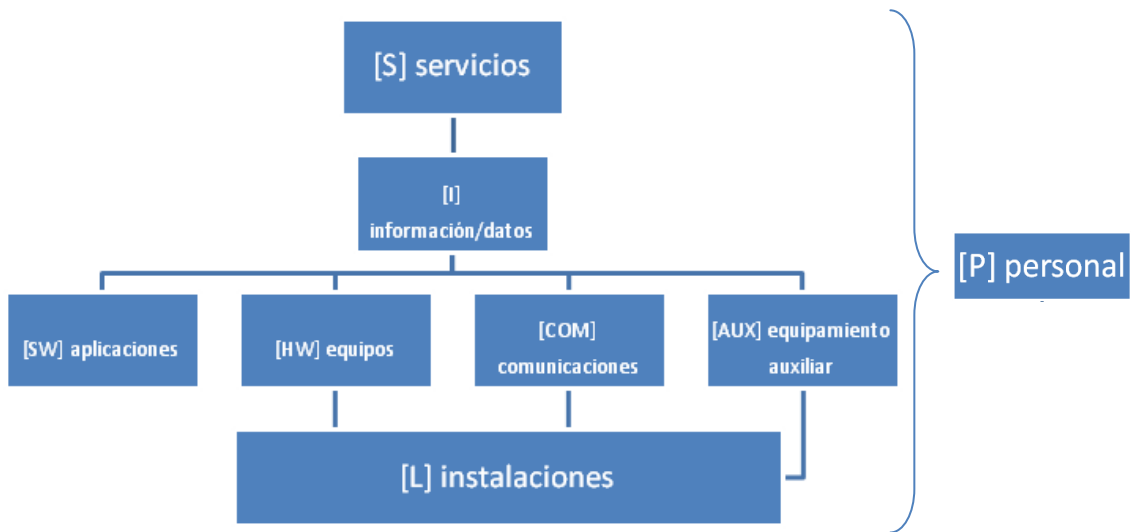 [S] servicios
[I]
información/datos
[P] personal
[SW] aplicaciones
[HW] equipos
[COM]
comunicaciones
[AUX] equipamiento
auxiliar
[L] instalaciones